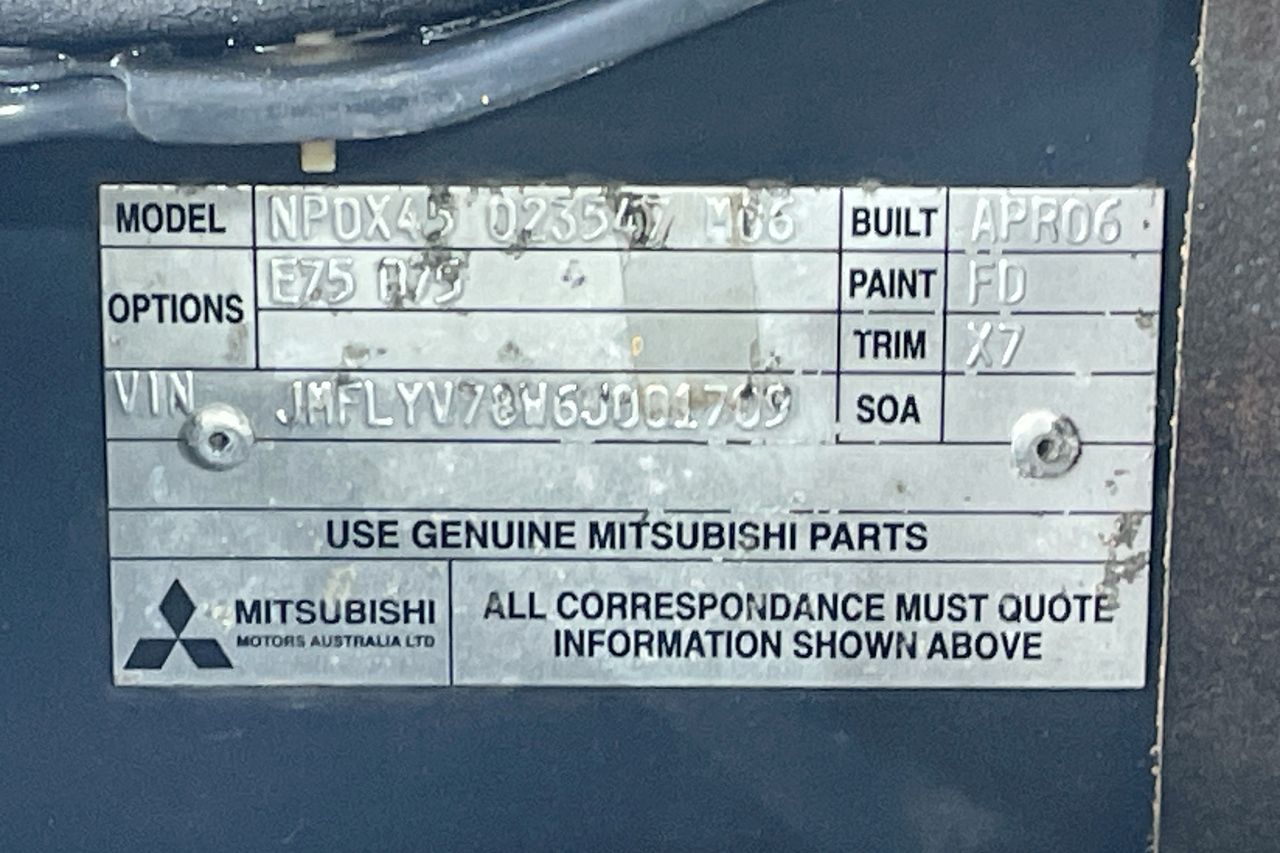 MODEL NPOX45 023547 M06 BUILT APR06
OPTIONS E75 A75 PAINT FD
TRIM X7
VIN JMFLYV78W6J001709 SOA
USE GENUINE MITSUBISHI PARTS
MITSUBISHI
MOTORS AUSTRALIA LTD
ALL CORRESPONDANCE MUST QUOTE
INFORMATION SHOWN ABOVE